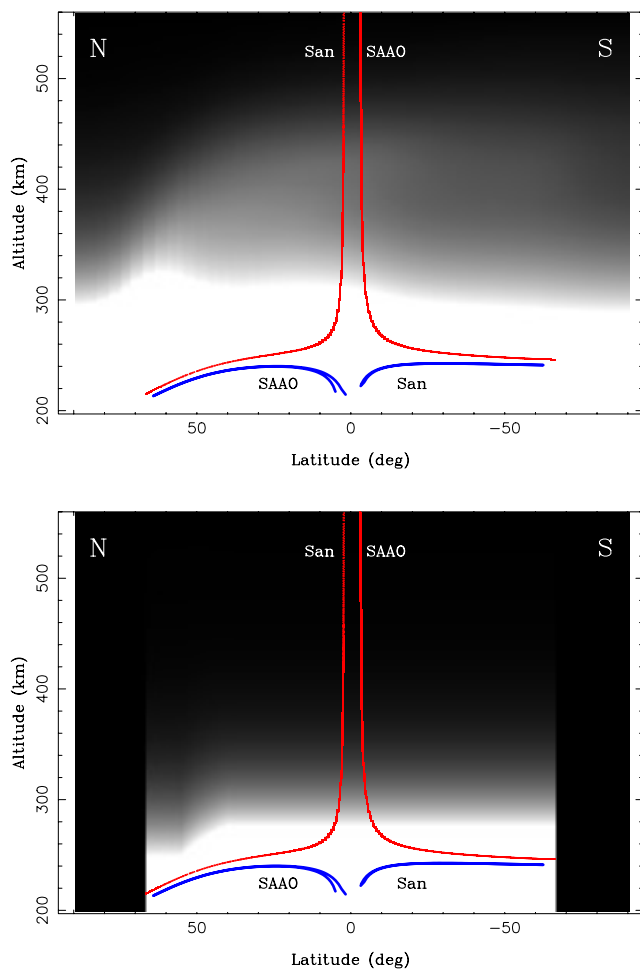 N San SAAO S
500
400
300
200
Altitude (km)
SAAO San
50 0 −50
Latitude (deg)
N San SAAO S
500
400
300
200
Altitude (km)
SAAO San
50 0 −50
Latitude (deg)